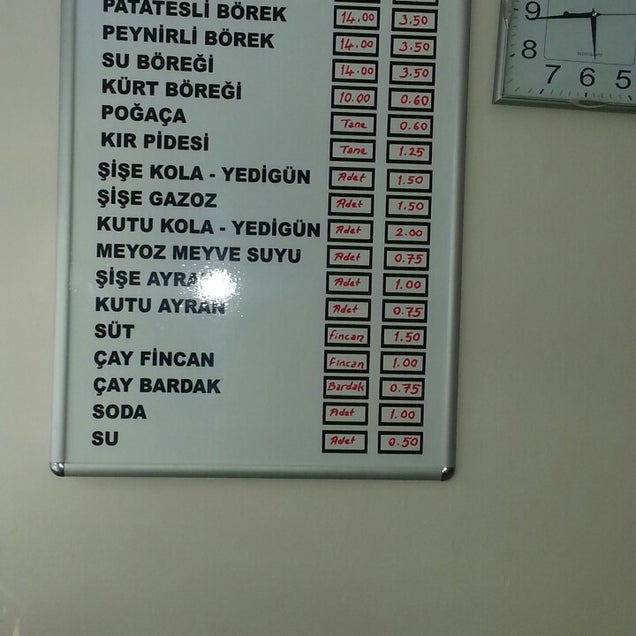 PATATESLİ BÖREK 14.00 3.50
PEYNİRLİ BÖREK 14.00 3.50
SU BÖREĞİ 14.00 3.50
KÜRT BÖREĞİ 10.00 0.60
POĞAÇA Tane 0.60
KIR PİDESİ Tane 1.25
ŞİŞE KOLA - YEDİGÜN Adet 1.50
ŞİŞE GAZOZ Adet 1.50
KUTU KOLA - YEDİGÜN Adet 2.00
MEYOZ MEYVE SUYU Adet 0.75
ŞİŞE AYRAN Adet 1.00
KUTU AYRAN Adet 0.75
SÜT Fincan 1.50
ÇAY FİNCAN Fincan 1.00
ÇAY BARDAK Bardak 0.75
SODA Adet 1.00
SU Adet 0.50
9
8
7 6 5